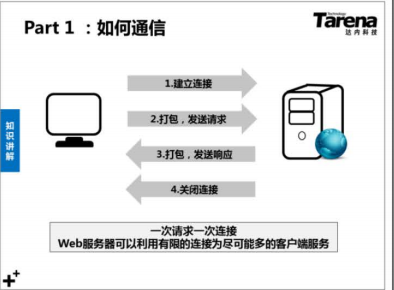 Part 1 ：如何通信
Technology
Tarena
达内科技
1.建立连接
2.打包，发送请求
知识讲解
3.打包，发送响应
4.关闭连接
一次请求一次连接
Web服务器可以利用有限的连接为尽可能多的客户端服务